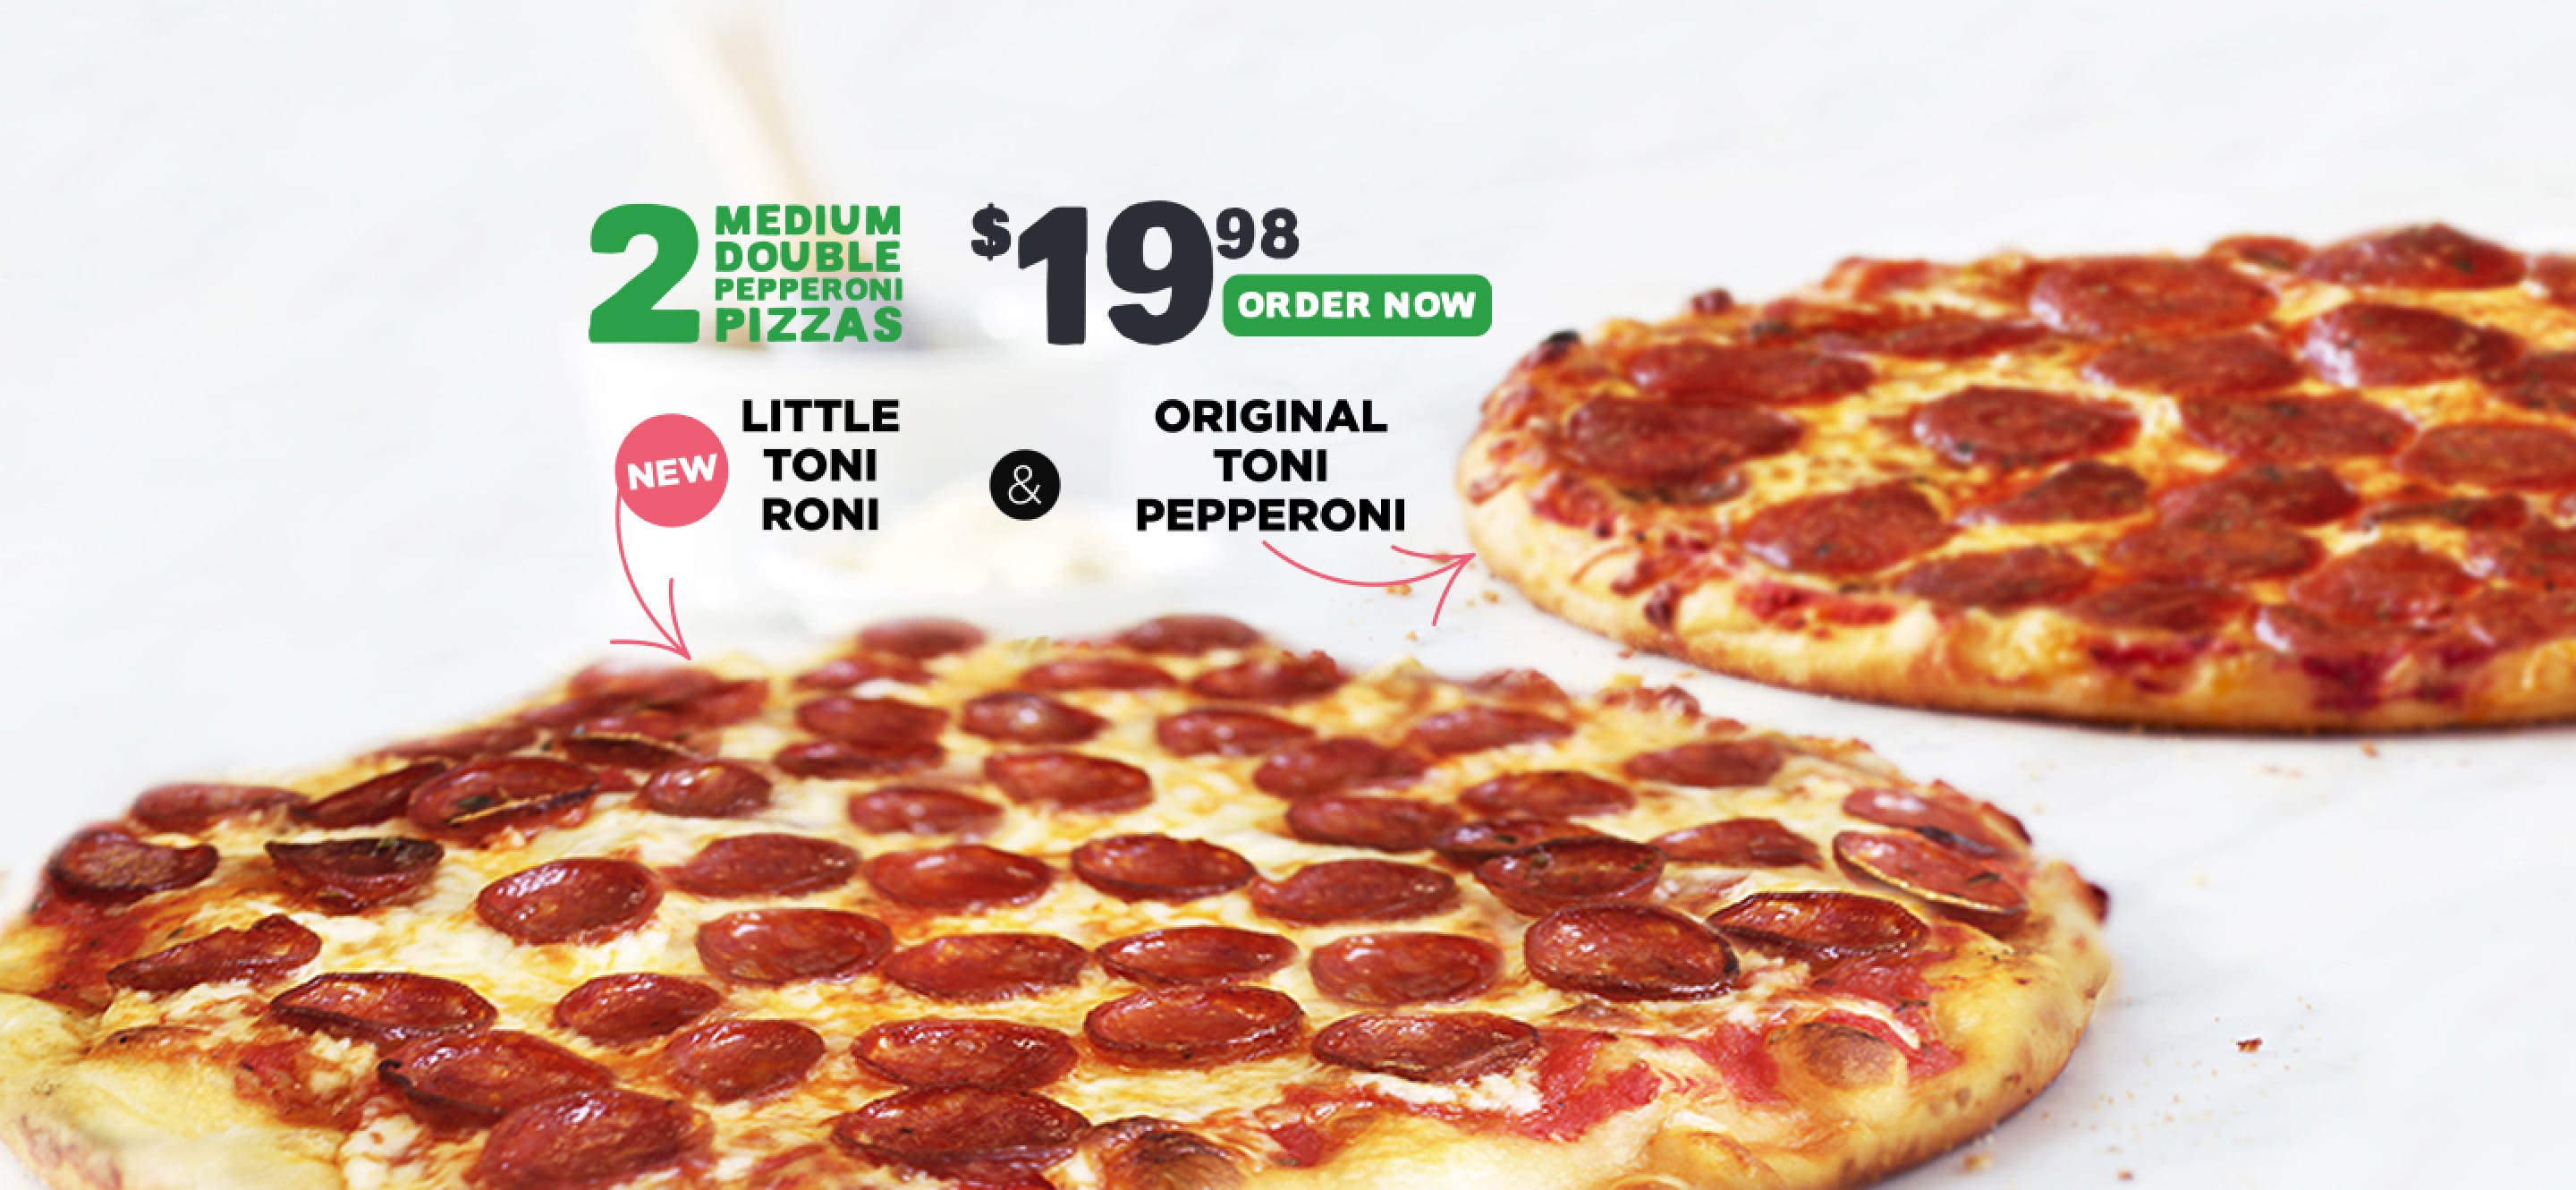 2
MEDIUM
DOUBLE
PEPPERONI
PIZZAS
$19 98
ORDER NOW
NEW
LITTLE
TONI
RONI
&
ORIGINAL
TONI
PEPPERONI